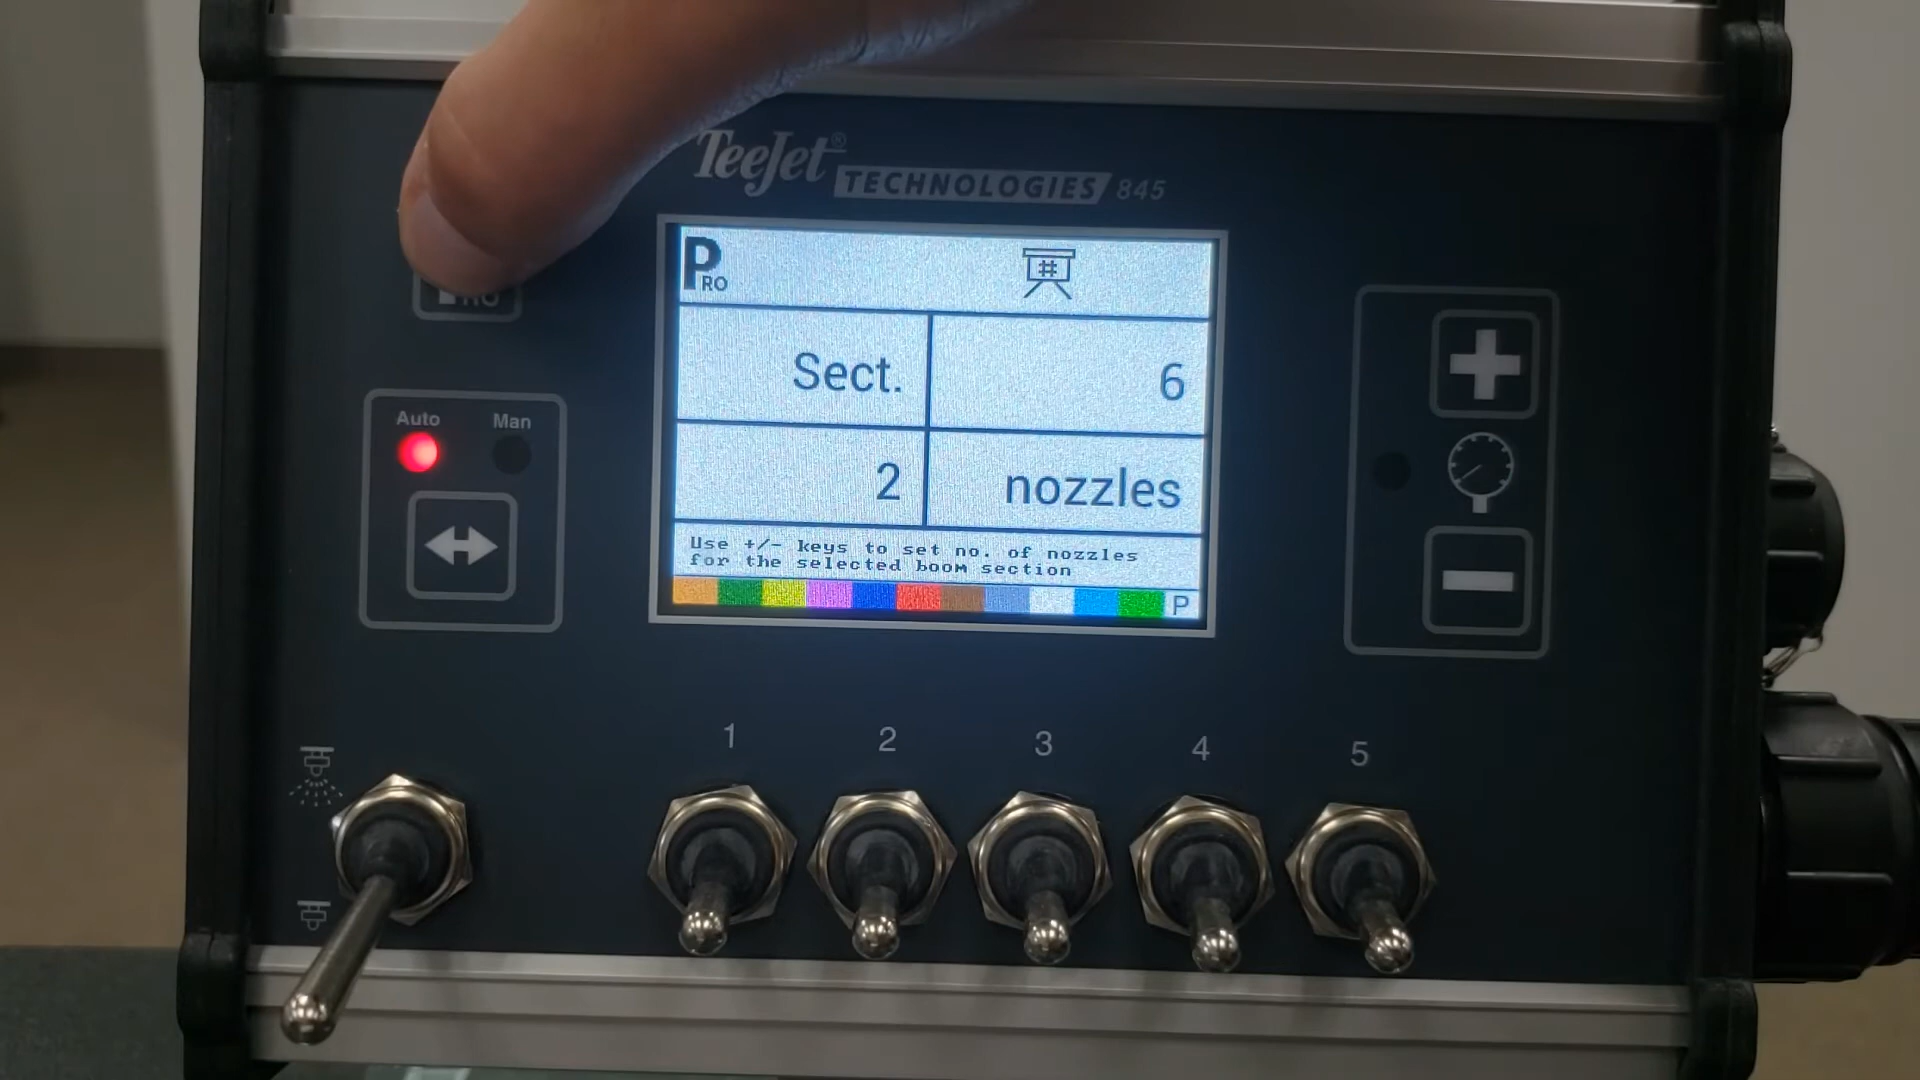 TeeJet®
TECHNOLOGIES 845
PRO
#
Sect.
6
2
nozzles
Use +/- keys to set no. of nozzles
for the selected boom section
P
Auto Man
1 2 3 4 5